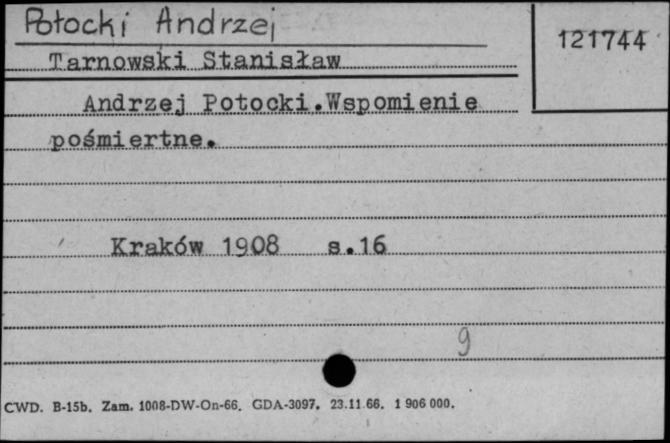 Potocki Andrzej
121744
Tarnowski Stanisław
Andrzej Potocki.Wspomienie
pośmiertne.
Kraków 1908 s.16
9
CWD. B-15b. Zam. 1008-DW-On-66. GDA-3097. 23.11.66. 1 906 000.